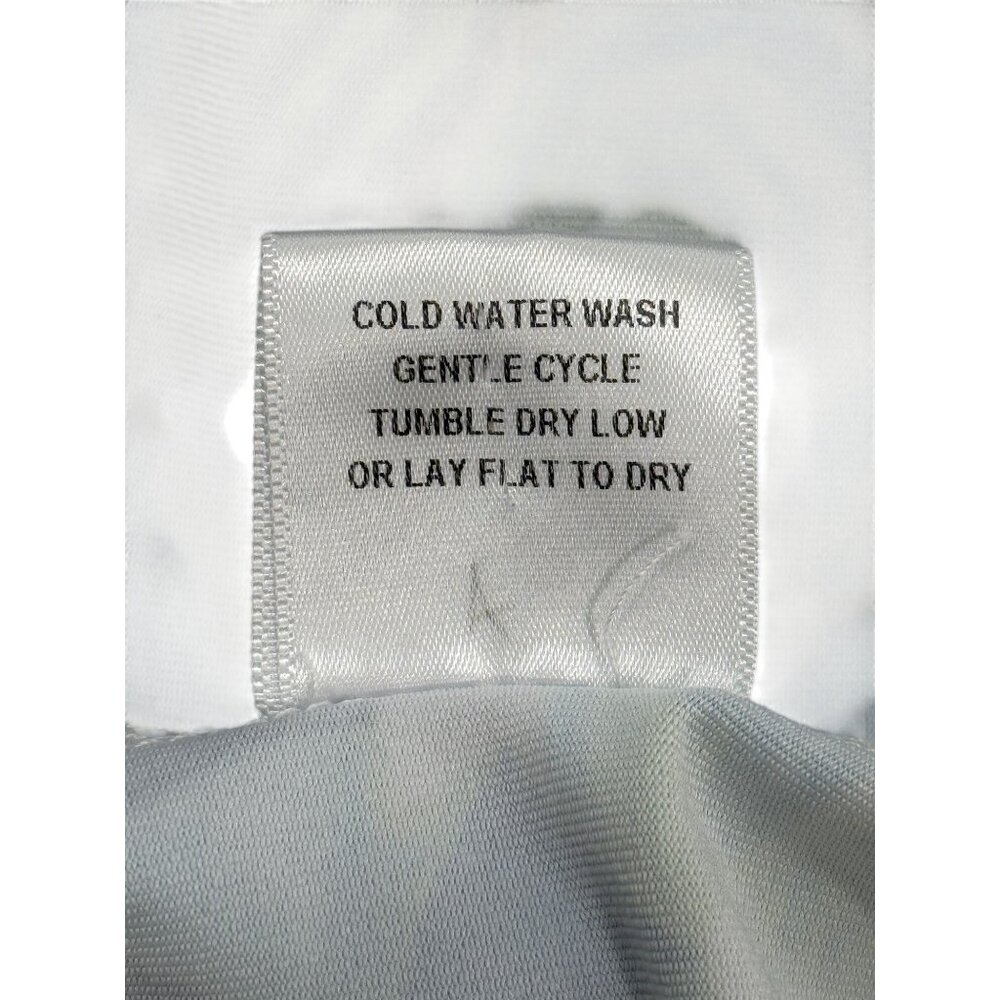 COLD WATER WASH
GENTLE CYCLE
TUMBLE DRY LOW
OR LAY FLAT TO DRY